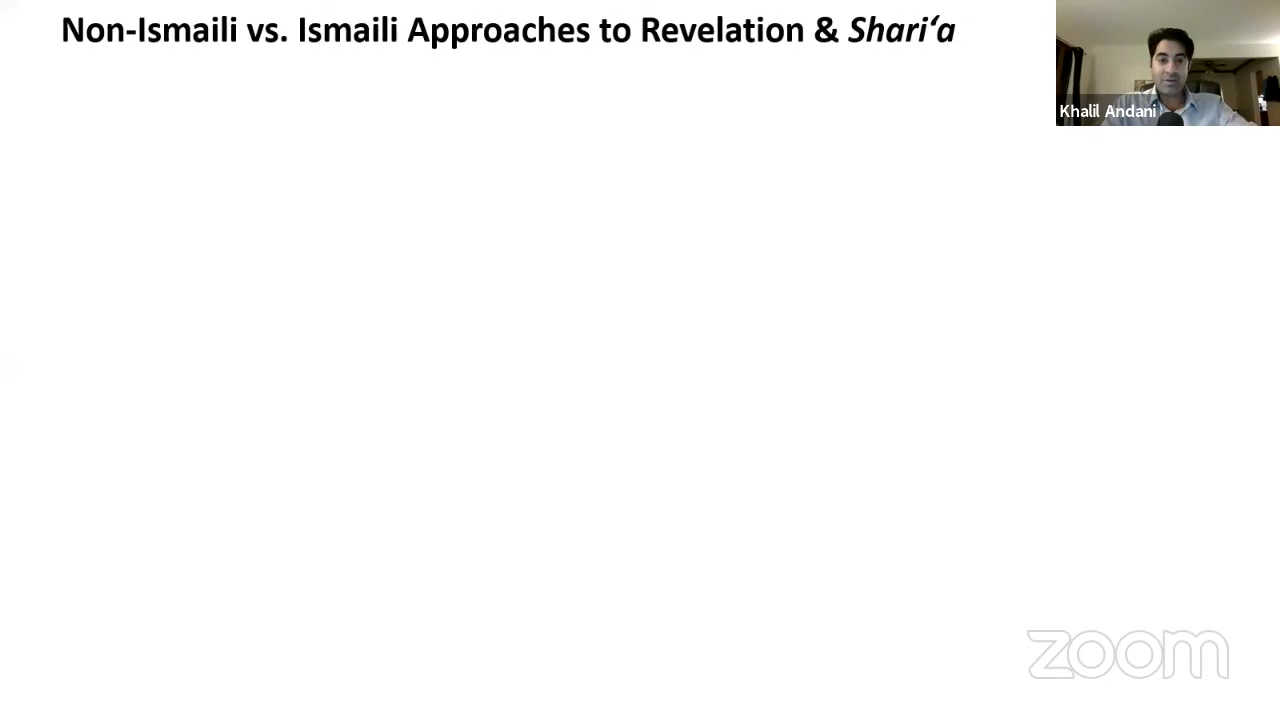 Non-Ismaili vs. Ismaili Approaches to Revelation & Shari‘a
Khalil Andani
zoom